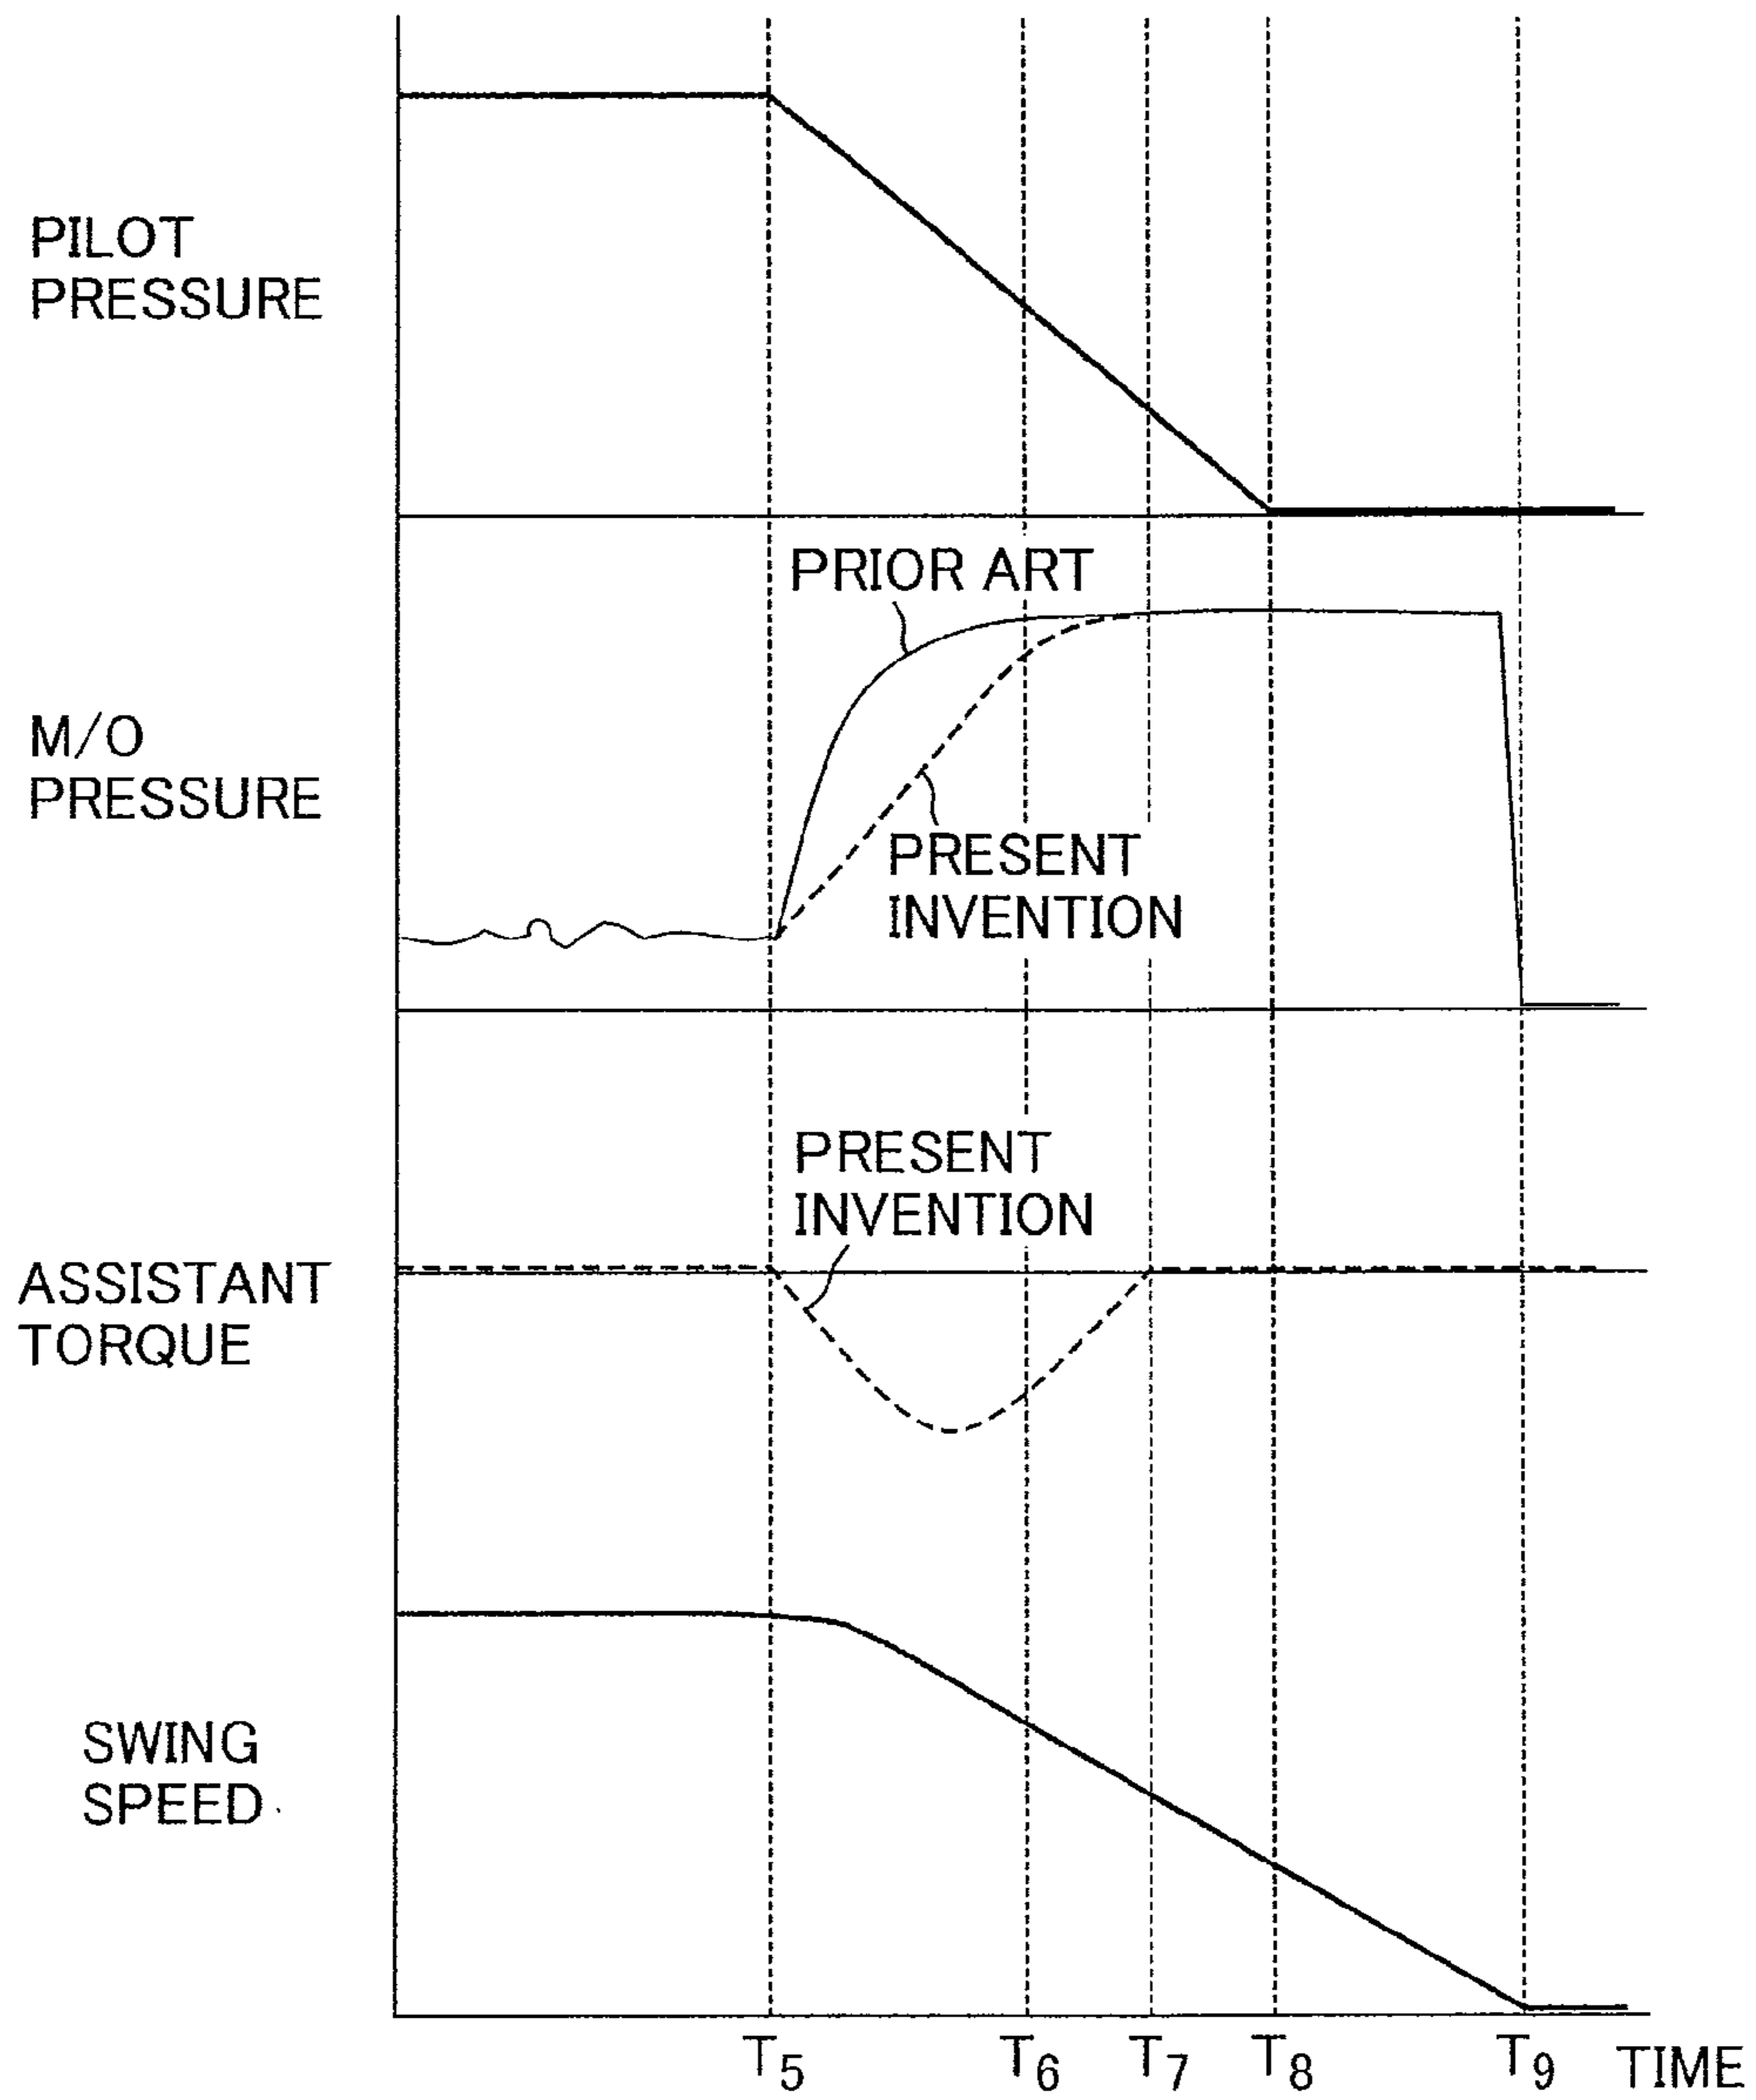 PILOT
PRESSURE
PRIOR ART
M/O
PRESSURE
PRESENT
INVENTION
PRESENT
INVENTION
ASSISTANT
TORQUE
SWING
SPEED
T5 T6 T7 T8 T9 TIME